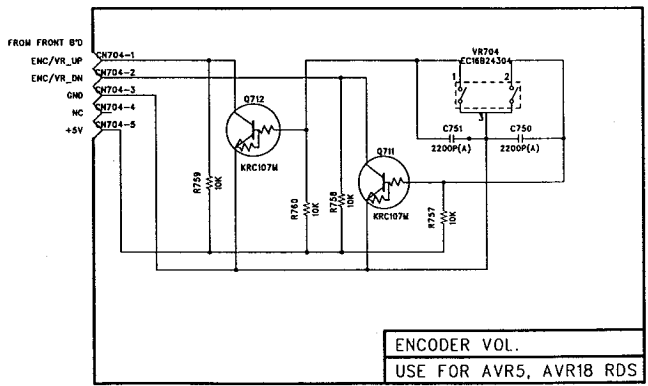 FROM FRONT B'D
ENC/VR_UP
CN704-1
ENC/VR_DN
CN704-2
GND
CN704-3
NC
CN704-4
+5V
CN704-5
Q712
KRC107M
Q711
KRC107M
R759
10K
R760
10K
R758
10K
R757
10K
VR704
EC16B24304
1
2
3
C751
2200P(A)
C750
2200P(A)
ENCODER VOL.
USE FOR AVR5, AVR18 RDS